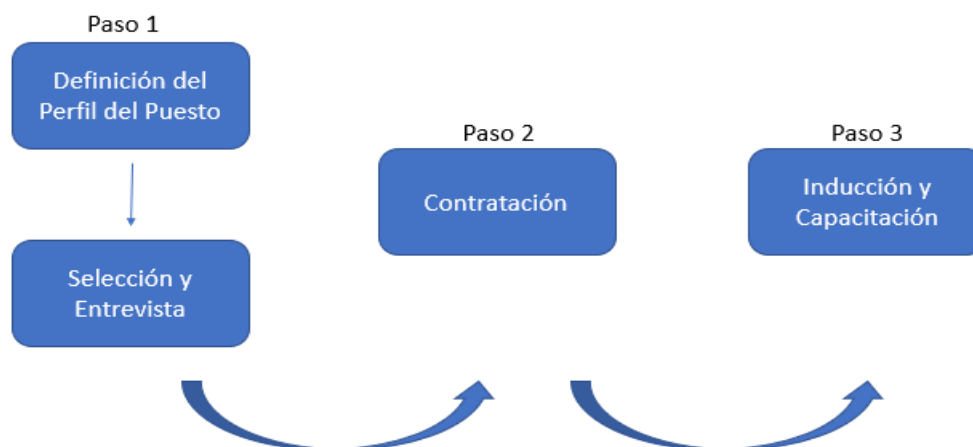 Paso 1
Definición del
Perfil del Puesto
Selección y
Entrevista
Paso 2
Contratación
Paso 3
Inducción y
Capacitación